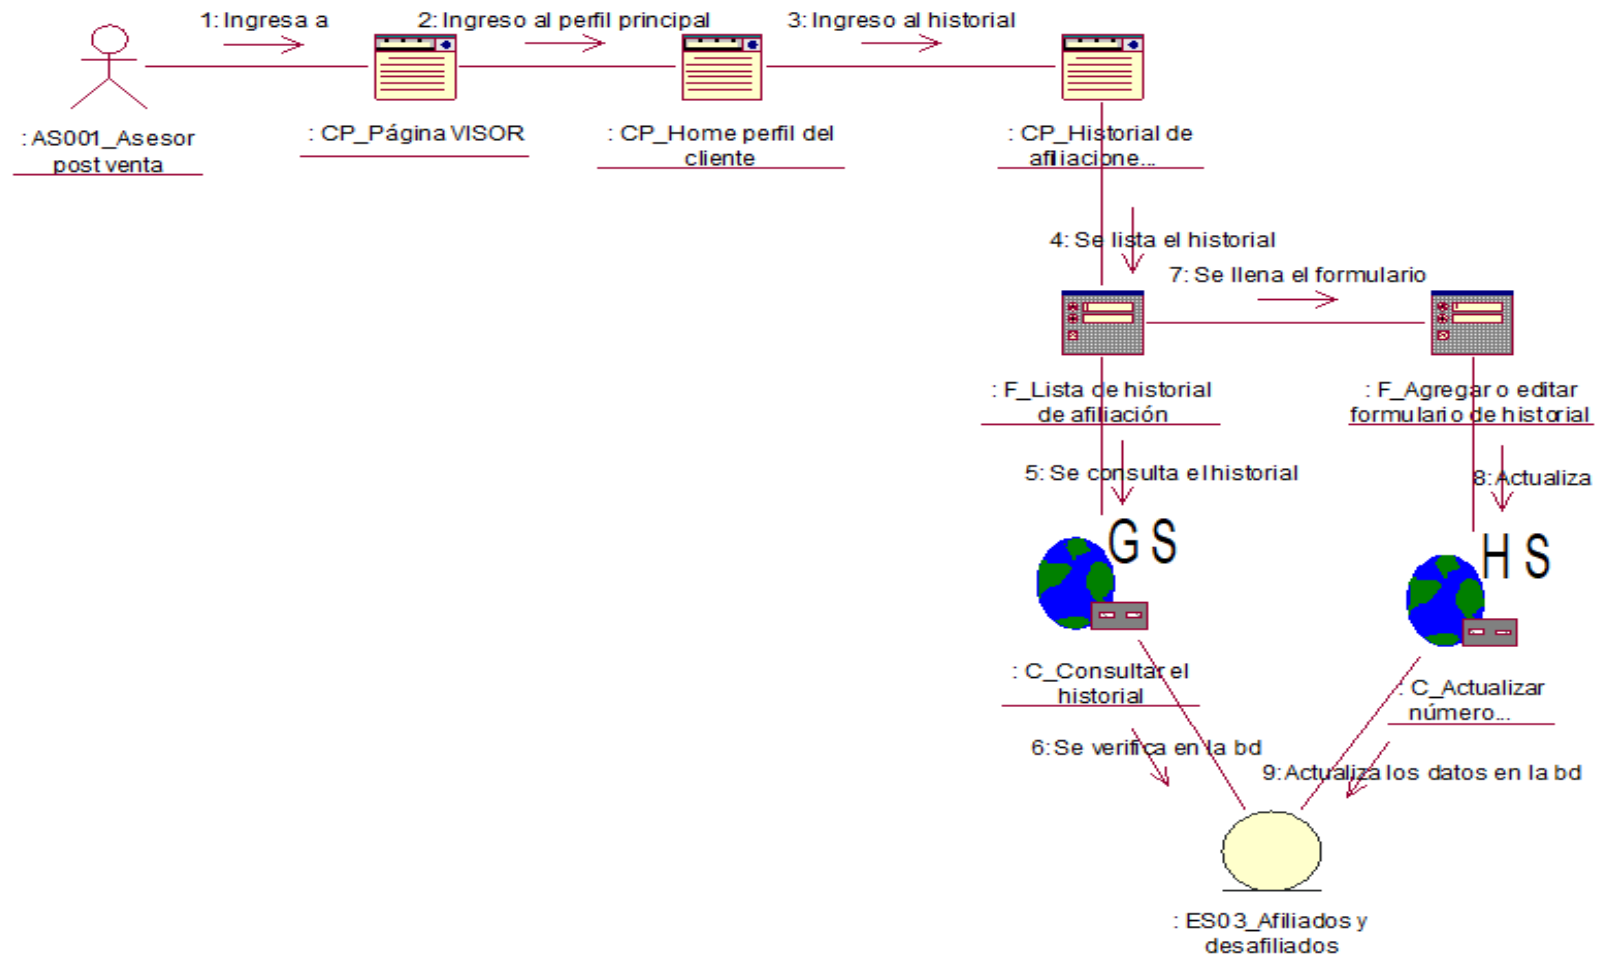 1: Ingresa a
2: Ingreso al perfil principal
3: Ingreso al historial
: AS001_Asesor
post venta
: CP_Página VISOR
: CP_Home perfil del
cliente
: CP_Historial de
afiliacione...
4: Se lista el historial
7: Se llena el formulario
: F_Lista de historial
de afiliación
: F_Agregar o editar
formulario de historial
5: Se consulta el historial
8: Actualiza
GS
HS
: C_Consultar el
historial
: C_Actualizar
número...
6: Se verifica en la bd
9: Actualiza los datos en la bd
: ES03_Afiliados y
desafiliados